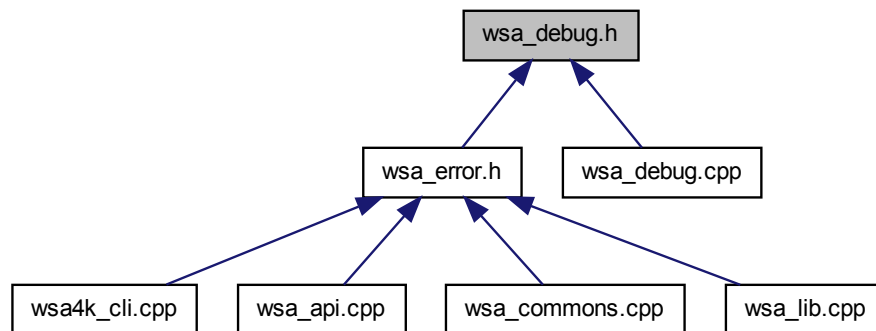 wsa_debug.h
wsa_error.h
wsa_debug.cpp
wsa4k_cli.cpp
wsa_api.cpp
wsa_commons.cpp
wsa_lib.cpp